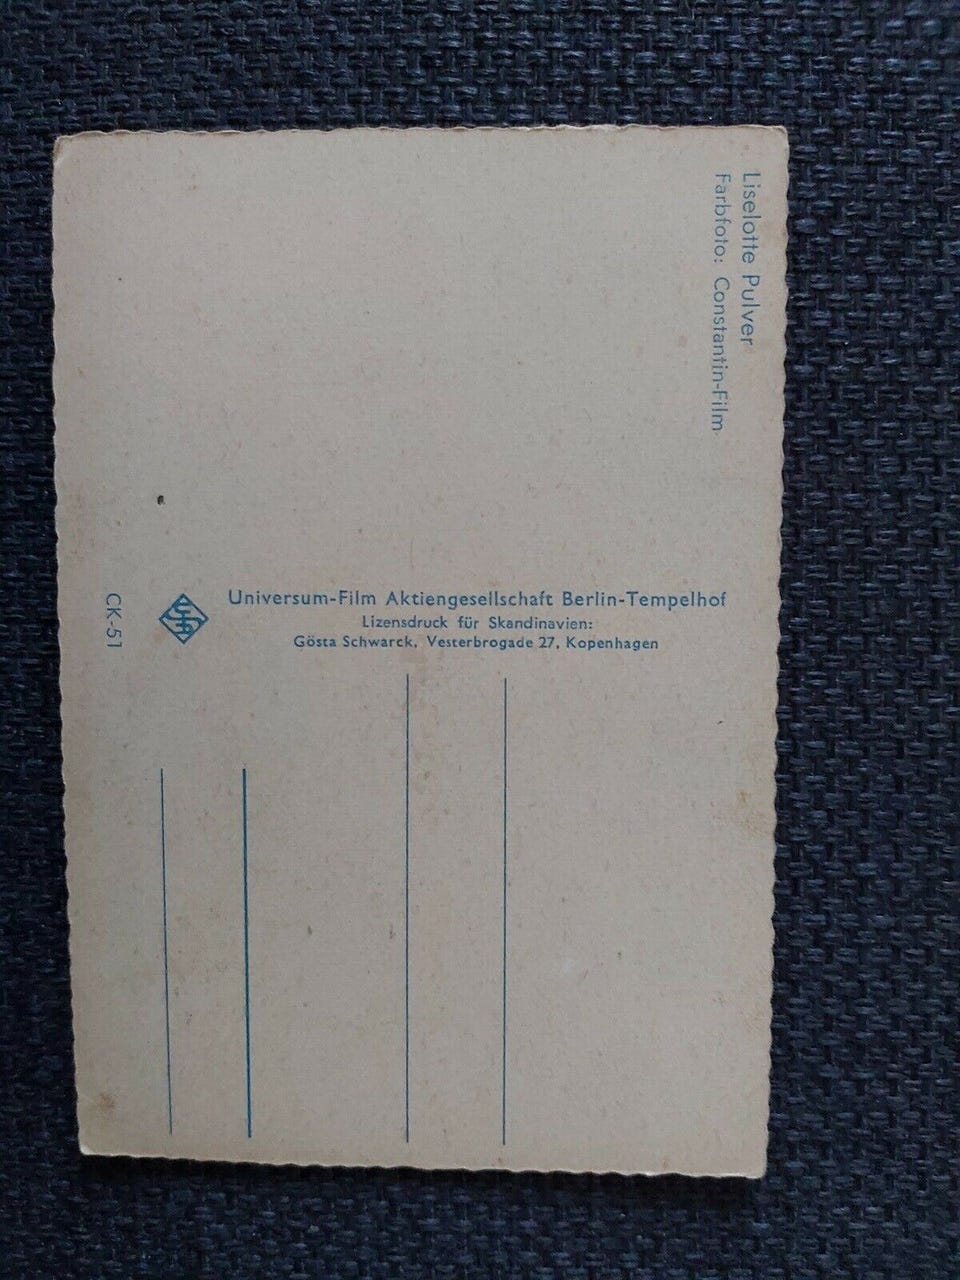 Liselotte Pulver
Farbfoto: Constantin-Film
Universum-Film Aktiengesellschaft Berlin-Tempelhof
Lizensdruck für Skandinavien:
Gösta Schwarck, Vesterbrogade 27, Kopenhagen
Ufa
CK-51